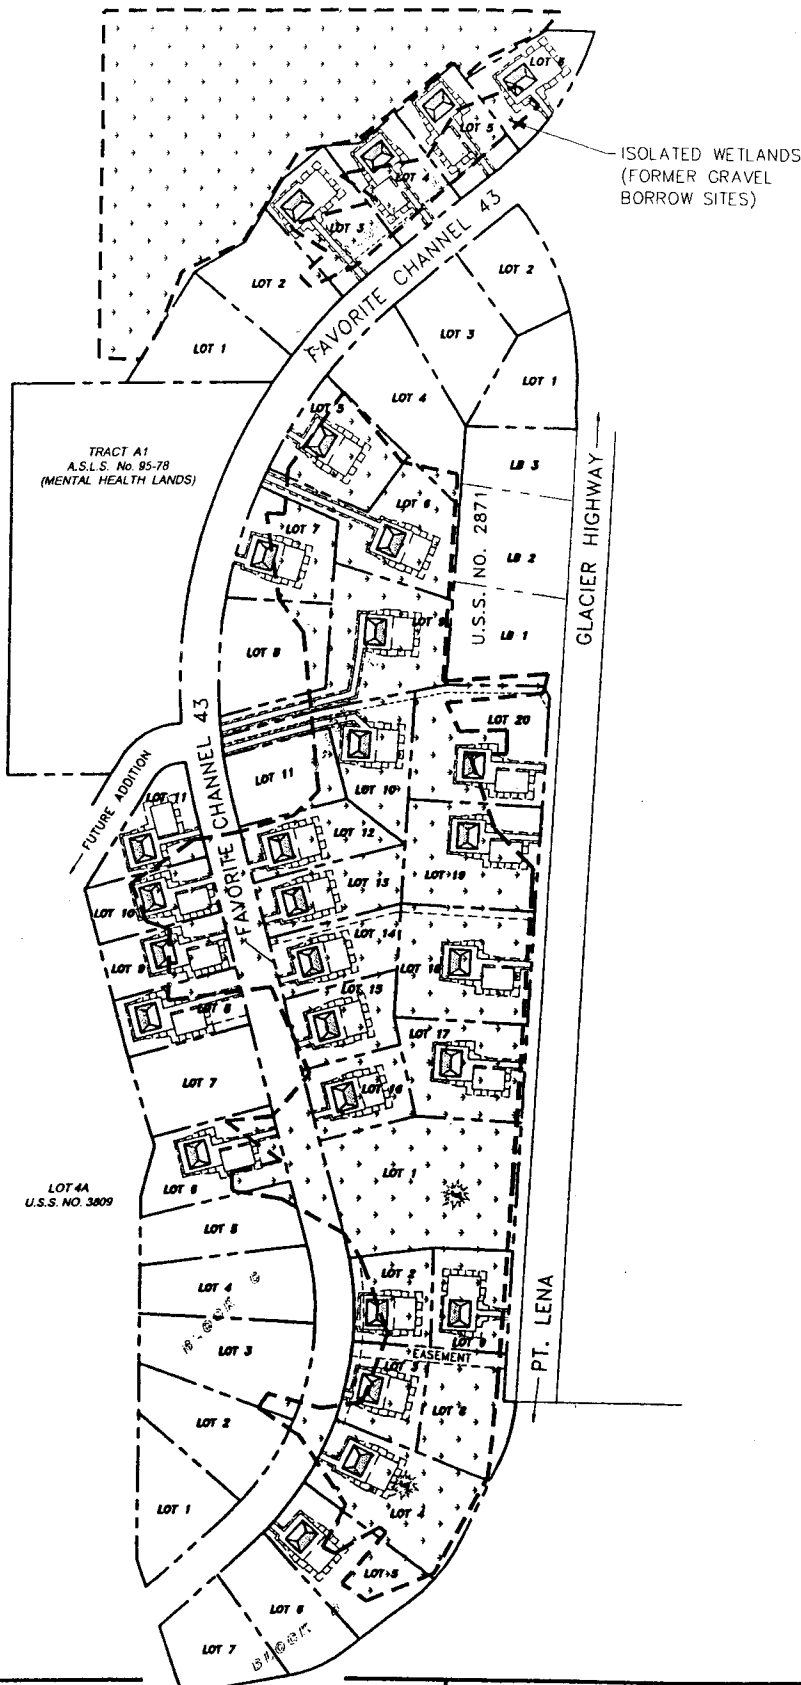 LOT 6
ISOLATED WETLANDS
(FORMER GRAVEL
BORROW SITES)
LOT 5
LOT 4
LOT 3
LOT 2
LOT 1
FAVORITE CHANNEL 43
LOT 2
LOT 3
LOT 1
LOT 4
LOT 5
TRACT A1
A.S.L.S. No. 95-78
(MENTAL HEALTH LANDS)
LB 3
LOT 6
LOT 7
U.S.S. NO. 2871
GLACIER HIGHWAY
LB 2
LB 1
LOT 9
LOT 8
FAVORITE CHANNEL 43
LOT 20
FUTURE ADDITION
LOT 11
LOT 11
LOT 10
LOT 12
LOT 19
LOT 13
LOT 10
LOT 14
LOT 9
LOT 18
LOT 15
LOT 8
LOT 17
LOT 7
LOT 16
LOT 1
LOT 4A
U.S.S. NO. 3809
LOT 6
LOT 5
LOT 2
LOT 4
BLOCK
LOT 3
LOT 9
EASEMENT
PT. LENA
LOT 3
LOT 2
LOT 8
LOT 1
LOT 4
LOT 5
LOT 6
LOT 7
BLOCK